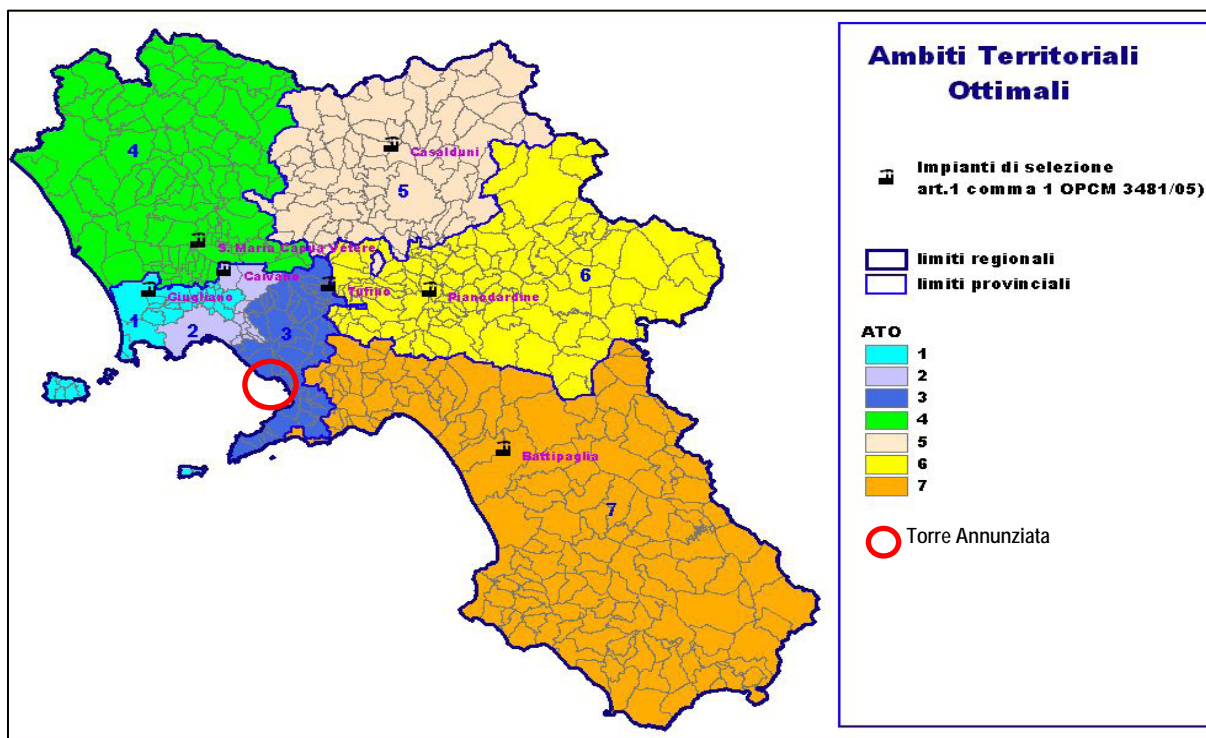 Ambiti Territoriali
Ottimali
Impianti di selezione
art.1 comma 1 OPCM 3481/05)
limiti regionali
limiti provinciali
ATO
1
2
3
4
5
6
7
Torre Annunziata
4
Casalduni
5
S. Maria Capua Vetere
6
Caivano
Giugliano
Tufino
Pianodardine
1
2
3
Battipaglia
7